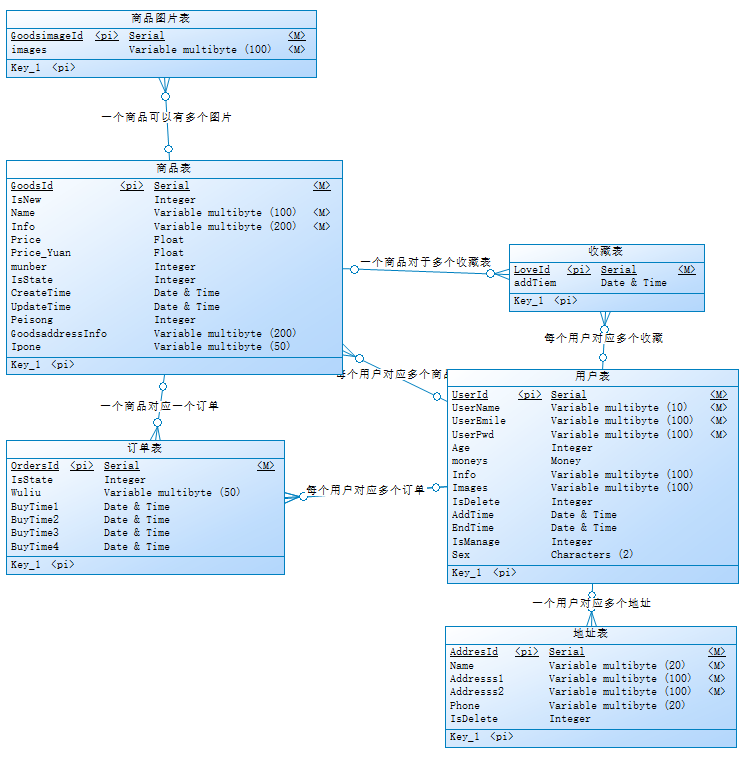 商品图片表
GoodsimageId <pi> Serial <M>
images Variable multibyte (100) <M>
Key_1 <pi>
一个商品可以有多个图片
商品表
GoodsId <pi> Serial <M>
IsNew Integer
Name Variable multibyte (100) <M>
Info Variable multibyte (200) <M>
Price Float
Price_Yuan Float
munber Integer
IsState Integer
CreateTime Date & Time
UpdateTime Date & Time
Peisong Integer
GoodsaddressInfo Variable multibyte (200)
Ipone Variable multibyte (50)
Key_1 <pi>
一个商品对于多个收藏表
收藏表
LoveId <pi> Serial <M>
addTiem Date & Time
Key_1 <pi>
每个用户对应多个收藏
每个用户对应多个商品
用户表
UserId <pi> Serial <M>
UserName Variable multibyte (10) <M>
UserEmile Variable multibyte (100) <M>
UserPwd Variable multibyte (100) <M>
Age Integer
moneys Money
Info Variable multibyte (100)
Images Variable multibyte (100)
IsDelete Integer
AddTime Date & Time
EndTime Date & Time
IsManage Integer
Sex Characters (2)
Key_1 <pi>
一个商品对应一个订单
订单表
OrdersId <pi> Serial <M>
IsState Integer
Wuliu Variable multibyte (50)
BuyTime1 Date & Time
BuyTime2 Date & Time
BuyTime3 Date & Time
BuyTime4 Date & Time
Key_1 <pi>
每个用户对应多个订单
一个用户对应多个地址
地址表
AddresId <pi> Serial <M>
Name Variable multibyte (20) <M>
Addresss1 Variable multibyte (100) <M>
Addresss2 Variable multibyte (100) <M>
Phone Variable multibyte (20)
IsDelete Integer
Key_1 <pi>